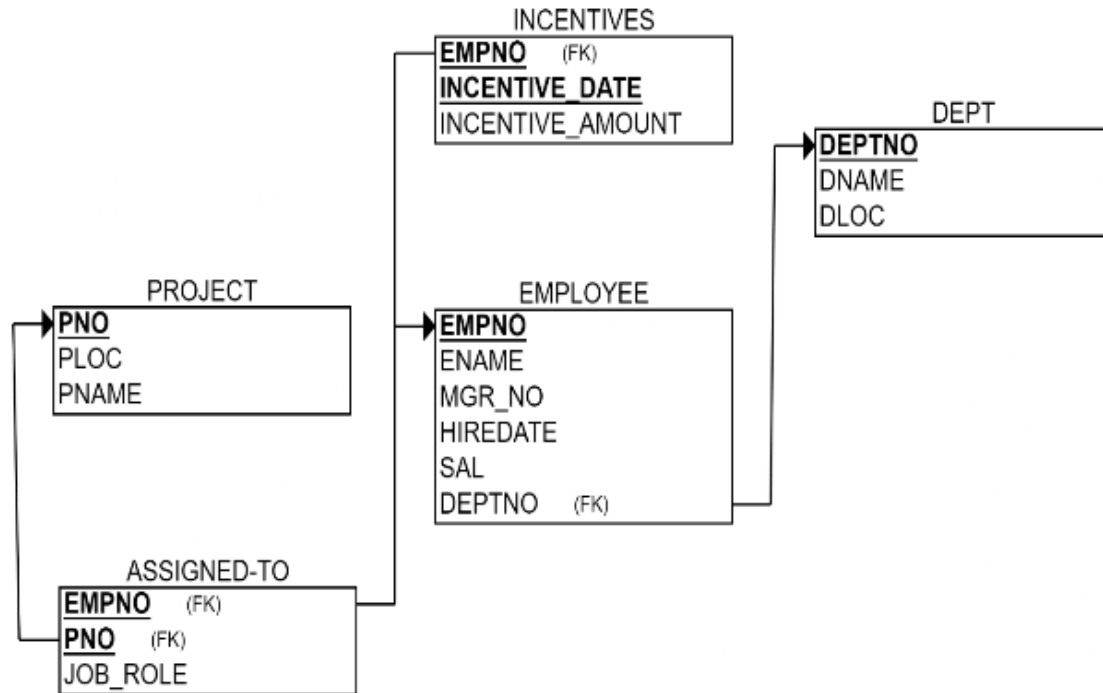 INCENTIVES
EMPNO (FK)
INCENTIVE_DATE
INCENTIVE_AMOUNT
DEPT
DEPTNO
DNAME
DLOC
PROJECT
PNO
PLOC
PNAME
EMPLOYEE
EMPNO
ENAME
MGR_NO
HIREDATE
SAL
DEPTNO (FK)
ASSIGNED-TO
EMPNO (FK)
PNO (FK)
JOB_ROLE